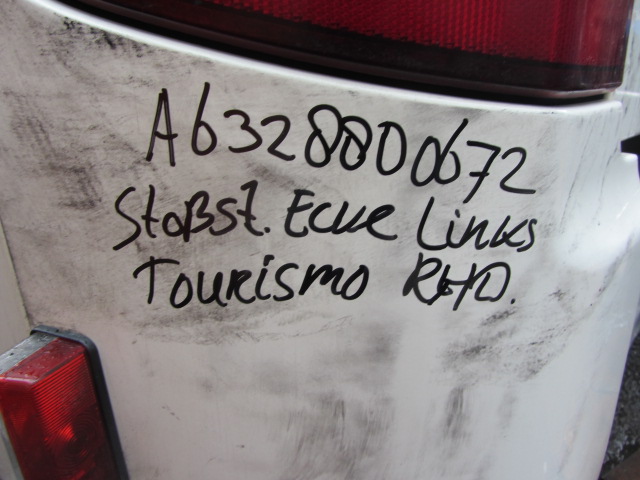 A6328800672
Stoßst. Ecke Links
Tourismo RHD.